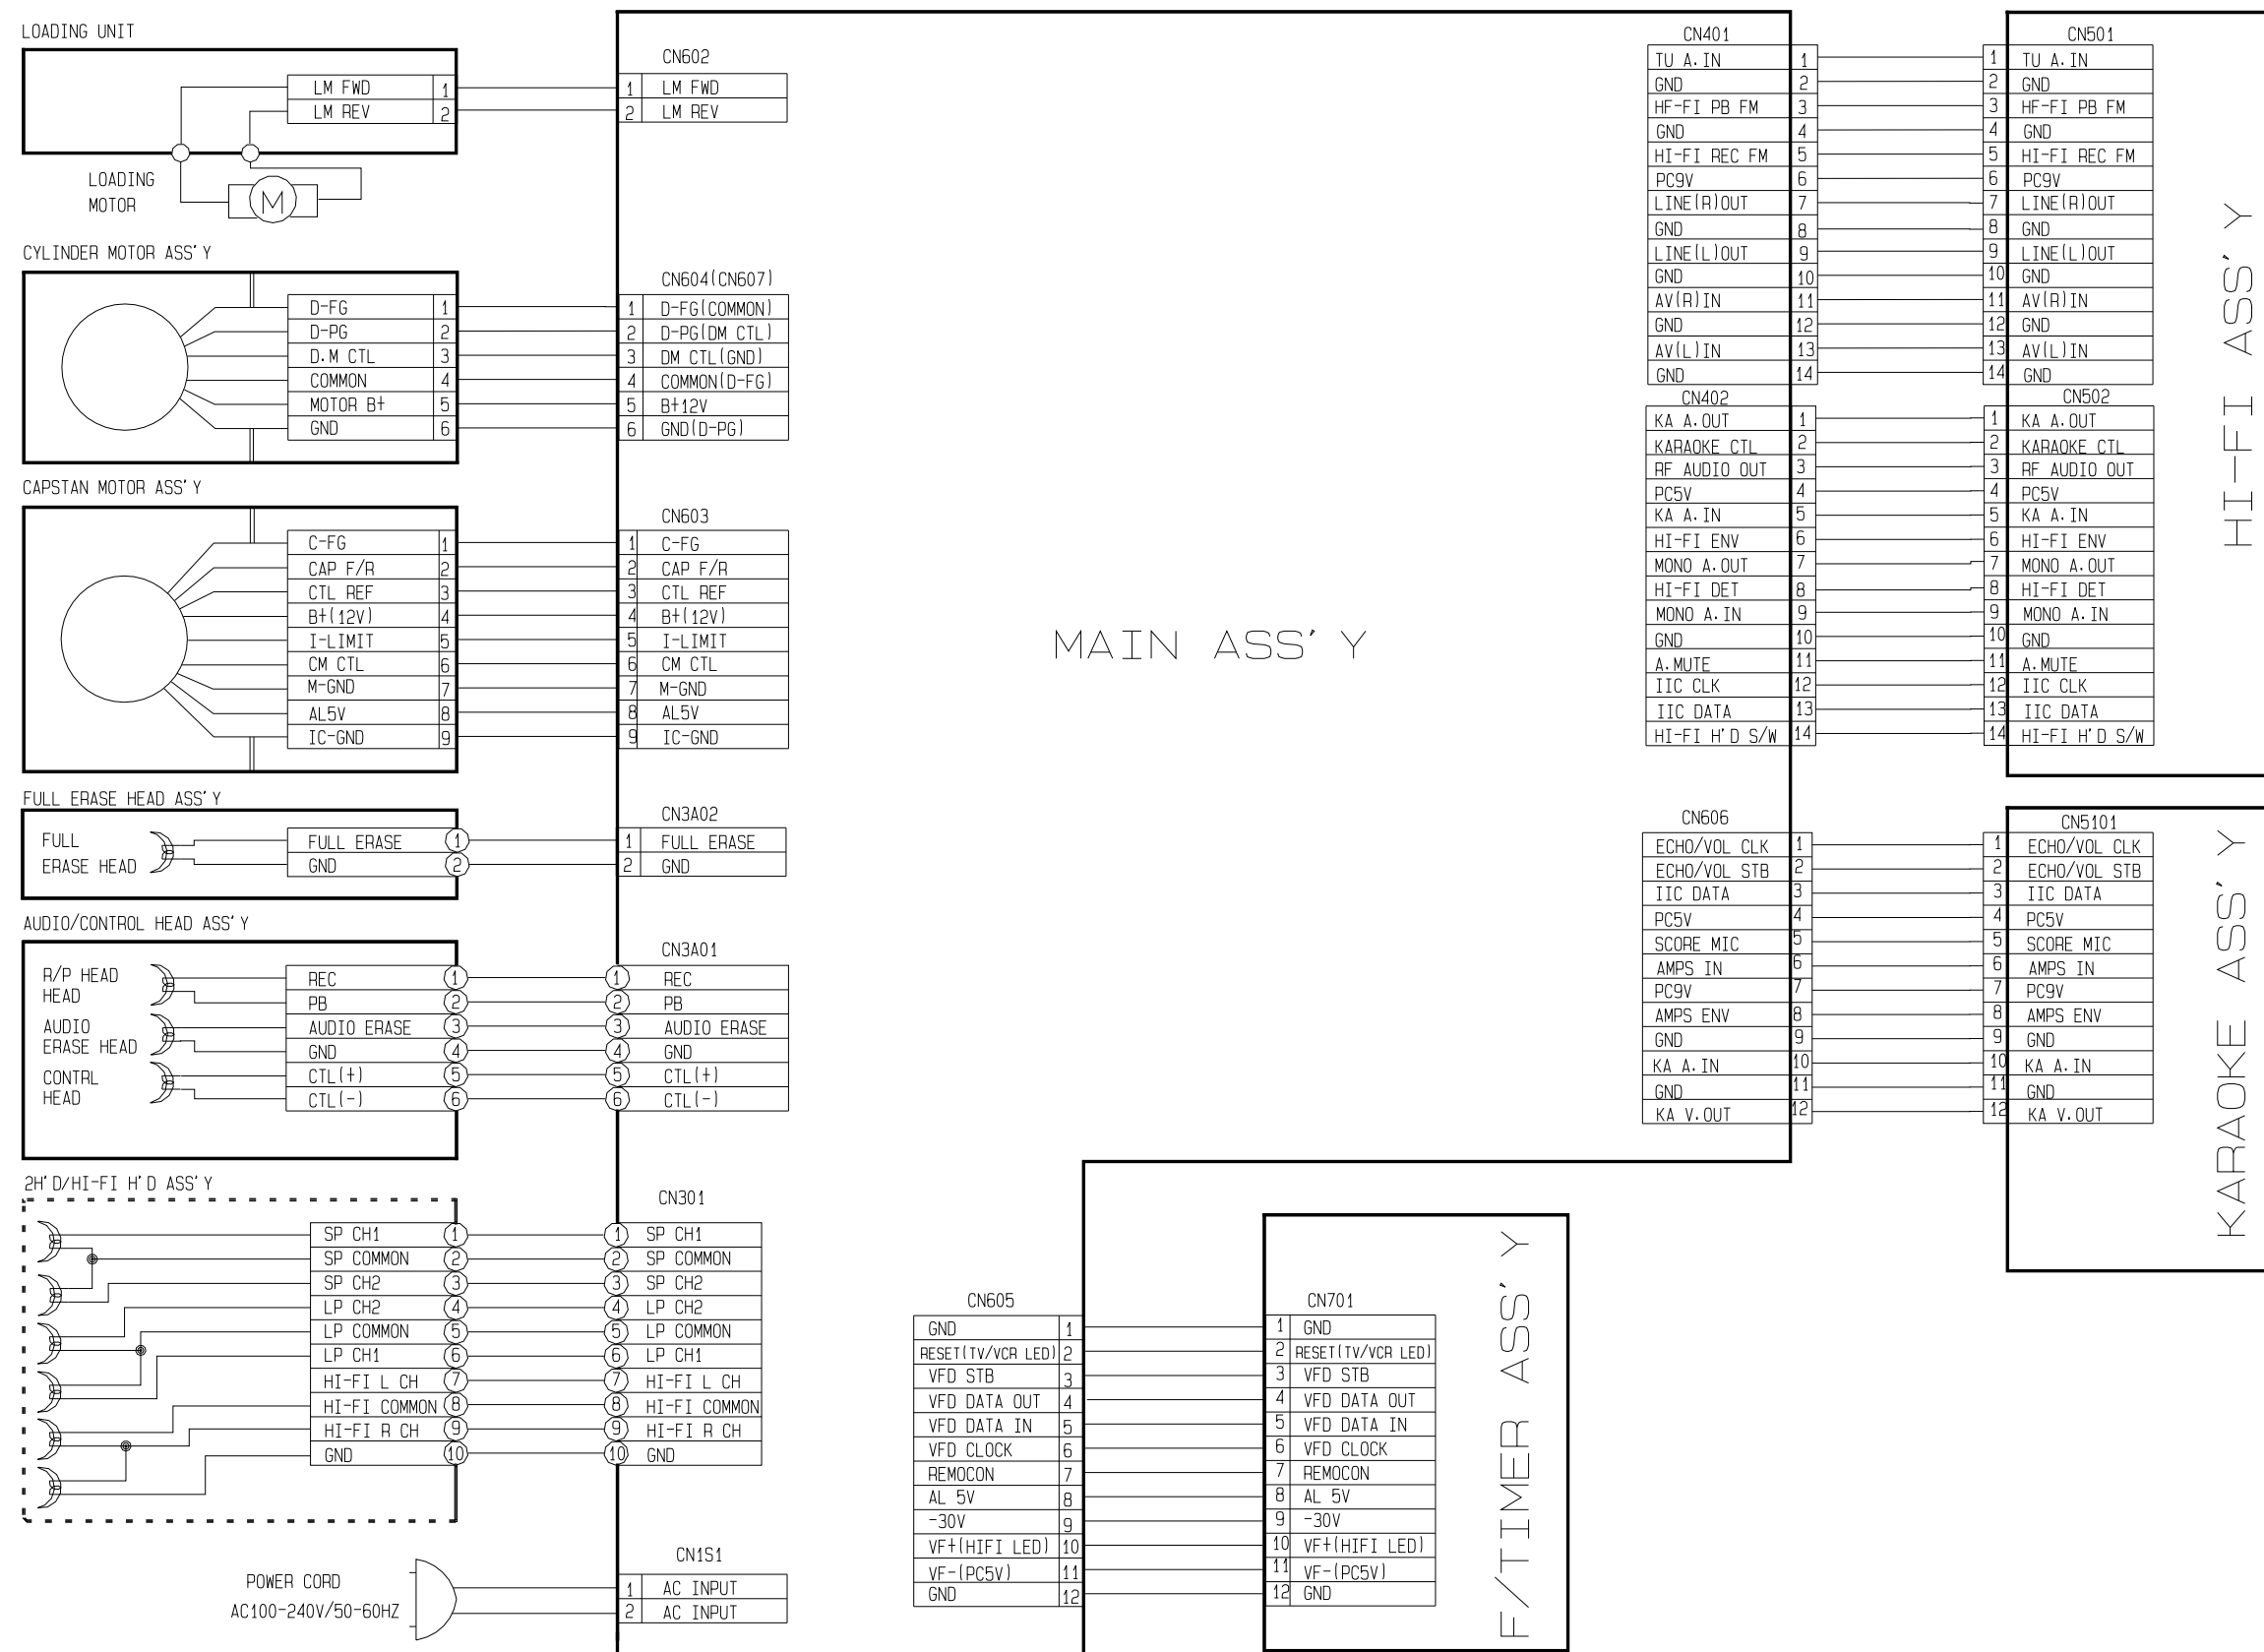 LOADING UNIT
LM FWD 1
LM REV 2
LOADING
MOTOR
M
CN602
1 LM FWD
2 LM REV
CYLINDER MOTOR ASS'Y
D-FG 1
D-PG 2
D.M CTL 3
COMMON 4
MOTOR B+ 5
GND 6
CN604(CN607)
1 D-FG(COMMON)
2 D-PG(DM CTL)
3 DM CTL(GND)
4 COMMON(D-FG)
5 B+12V
6 GND(D-PG)
CAPSTAN MOTOR ASS'Y
C-FG 1
CAP F/R 2
CTL REF 3
B+(12V) 4
I-LIMIT 5
CM CTL 6
M-GND 7
AL5V 8
IC-GND 9
CN603
1 C-FG
2 CAP F/R
3 CTL REF
4 B+(12V)
5 I-LIMIT
6 CM CTL
7 M-GND
8 AL5V
9 IC-GND
FULL ERASE HEAD ASS'Y
FULL
ERASE HEAD
FULL ERASE 1
GND 2
CN3A02
1 FULL ERASE
2 GND
AUDIO/CONTROL HEAD ASS'Y
R/P HEAD
HEAD
AUDIO
ERASE HEAD
CONTRL
HEAD
REC 1
PB 2
AUDIO ERASE 3
GND 4
CTL(+) 5
CTL(-) 6
CN3A01
1 REC
2 PB
3 AUDIO ERASE
4 GND
5 CTL(+)
6 CTL(-)
2H'D/HI-FI H'D ASS'Y
SP CH1 1
SP COMMON 2
SP CH2 3
LP CH2 4
LP COMMON 5
LP CH1 6
HI-FI L CH 7
HI-FI COMMON 8
HI-FI R CH 9
GND 10
CN301
1 SP CH1
2 SP COMMON
3 SP CH2
4 LP CH2
5 LP COMMON
6 LP CH1
7 HI-FI L CH
8 HI-FI COMMON
9 HI-FI R CH
10 GND
POWER CORD
AC100-240V/50-60HZ
CN1S1
1 AC INPUT
2 AC INPUT
MAIN ASS'Y
CN401
TU A.IN 1
GND 2
HF-FI PB FM 3
GND 4
HI-FI REC FM 5
PC9V 6
LINE(R)OUT 7
GND 8
LINE(L)OUT 9
GND 10
AV(R)IN 11
GND 12
AV(L)IN 13
GND 14
CN402
KA A.OUT 1
KARAOKE CTL 2
RF AUDIO OUT 3
PC5V 4
KA A.IN 5
HI-FI ENV 6
MONO A.OUT 7
HI-FI DET 8
MONO A.IN 9
GND 10
A.MUTE 11
IIC CLK 12
IIC DATA 13
HI-FI H'D S/W 14
CN501
1 TU A.IN
2 GND
3 HF-FI PB FM
4 GND
5 HI-FI REC FM
6 PC9V
7 LINE(R)OUT
8 GND
9 LINE(L)OUT
10 GND
11 AV(R)IN
12 GND
13 AV(L)IN
14 GND
CN502
1 KA A.OUT
2 KARAOKE CTL
3 RF AUDIO OUT
4 PC5V
5 KA A.IN
6 HI-FI ENV
7 MONO A.OUT
8 HI-FI DET
9 MONO A.IN
10 GND
11 A.MUTE
12 IIC CLK
13 IIC DATA
14 HI-FI H'D S/W
HI-FI ASS'Y
CN606
ECHO/VOL CLK 1
ECHO/VOL STB 2
IIC DATA 3
PC5V 4
SCORE MIC 5
AMPS IN 6
PC9V 7
AMPS ENV 8
GND 9
KA A.IN 10
GND 11
KA V.OUT 12
CN5101
1 ECHO/VOL CLK
2 ECHO/VOL STB
3 IIC DATA
4 PC5V
5 SCORE MIC
6 AMPS IN
7 PC9V
8 AMPS ENV
9 GND
10 KA A.IN
11 GND
12 KA V.OUT
KARAOKE ASS'Y
CN605
GND 1
RESET(TV/VCR LED) 2
VFD STB 3
VFD DATA OUT 4
VFD DATA IN 5
VFD CLOCK 6
REMOCON 7
AL 5V 8
-30V 9
VF+(HIFI LED) 10
VF-(PC5V) 11
GND 12
CN701
1 GND
2 RESET(TV/VCR LED)
3 VFD STB
4 VFD DATA OUT
5 VFD DATA IN
6 VFD CLOCK
7 REMOCON
8 AL 5V
9 -30V
10 VF+(HIFI LED)
11 VF-(PC5V)
12 GND
F/TIMER ASS'Y